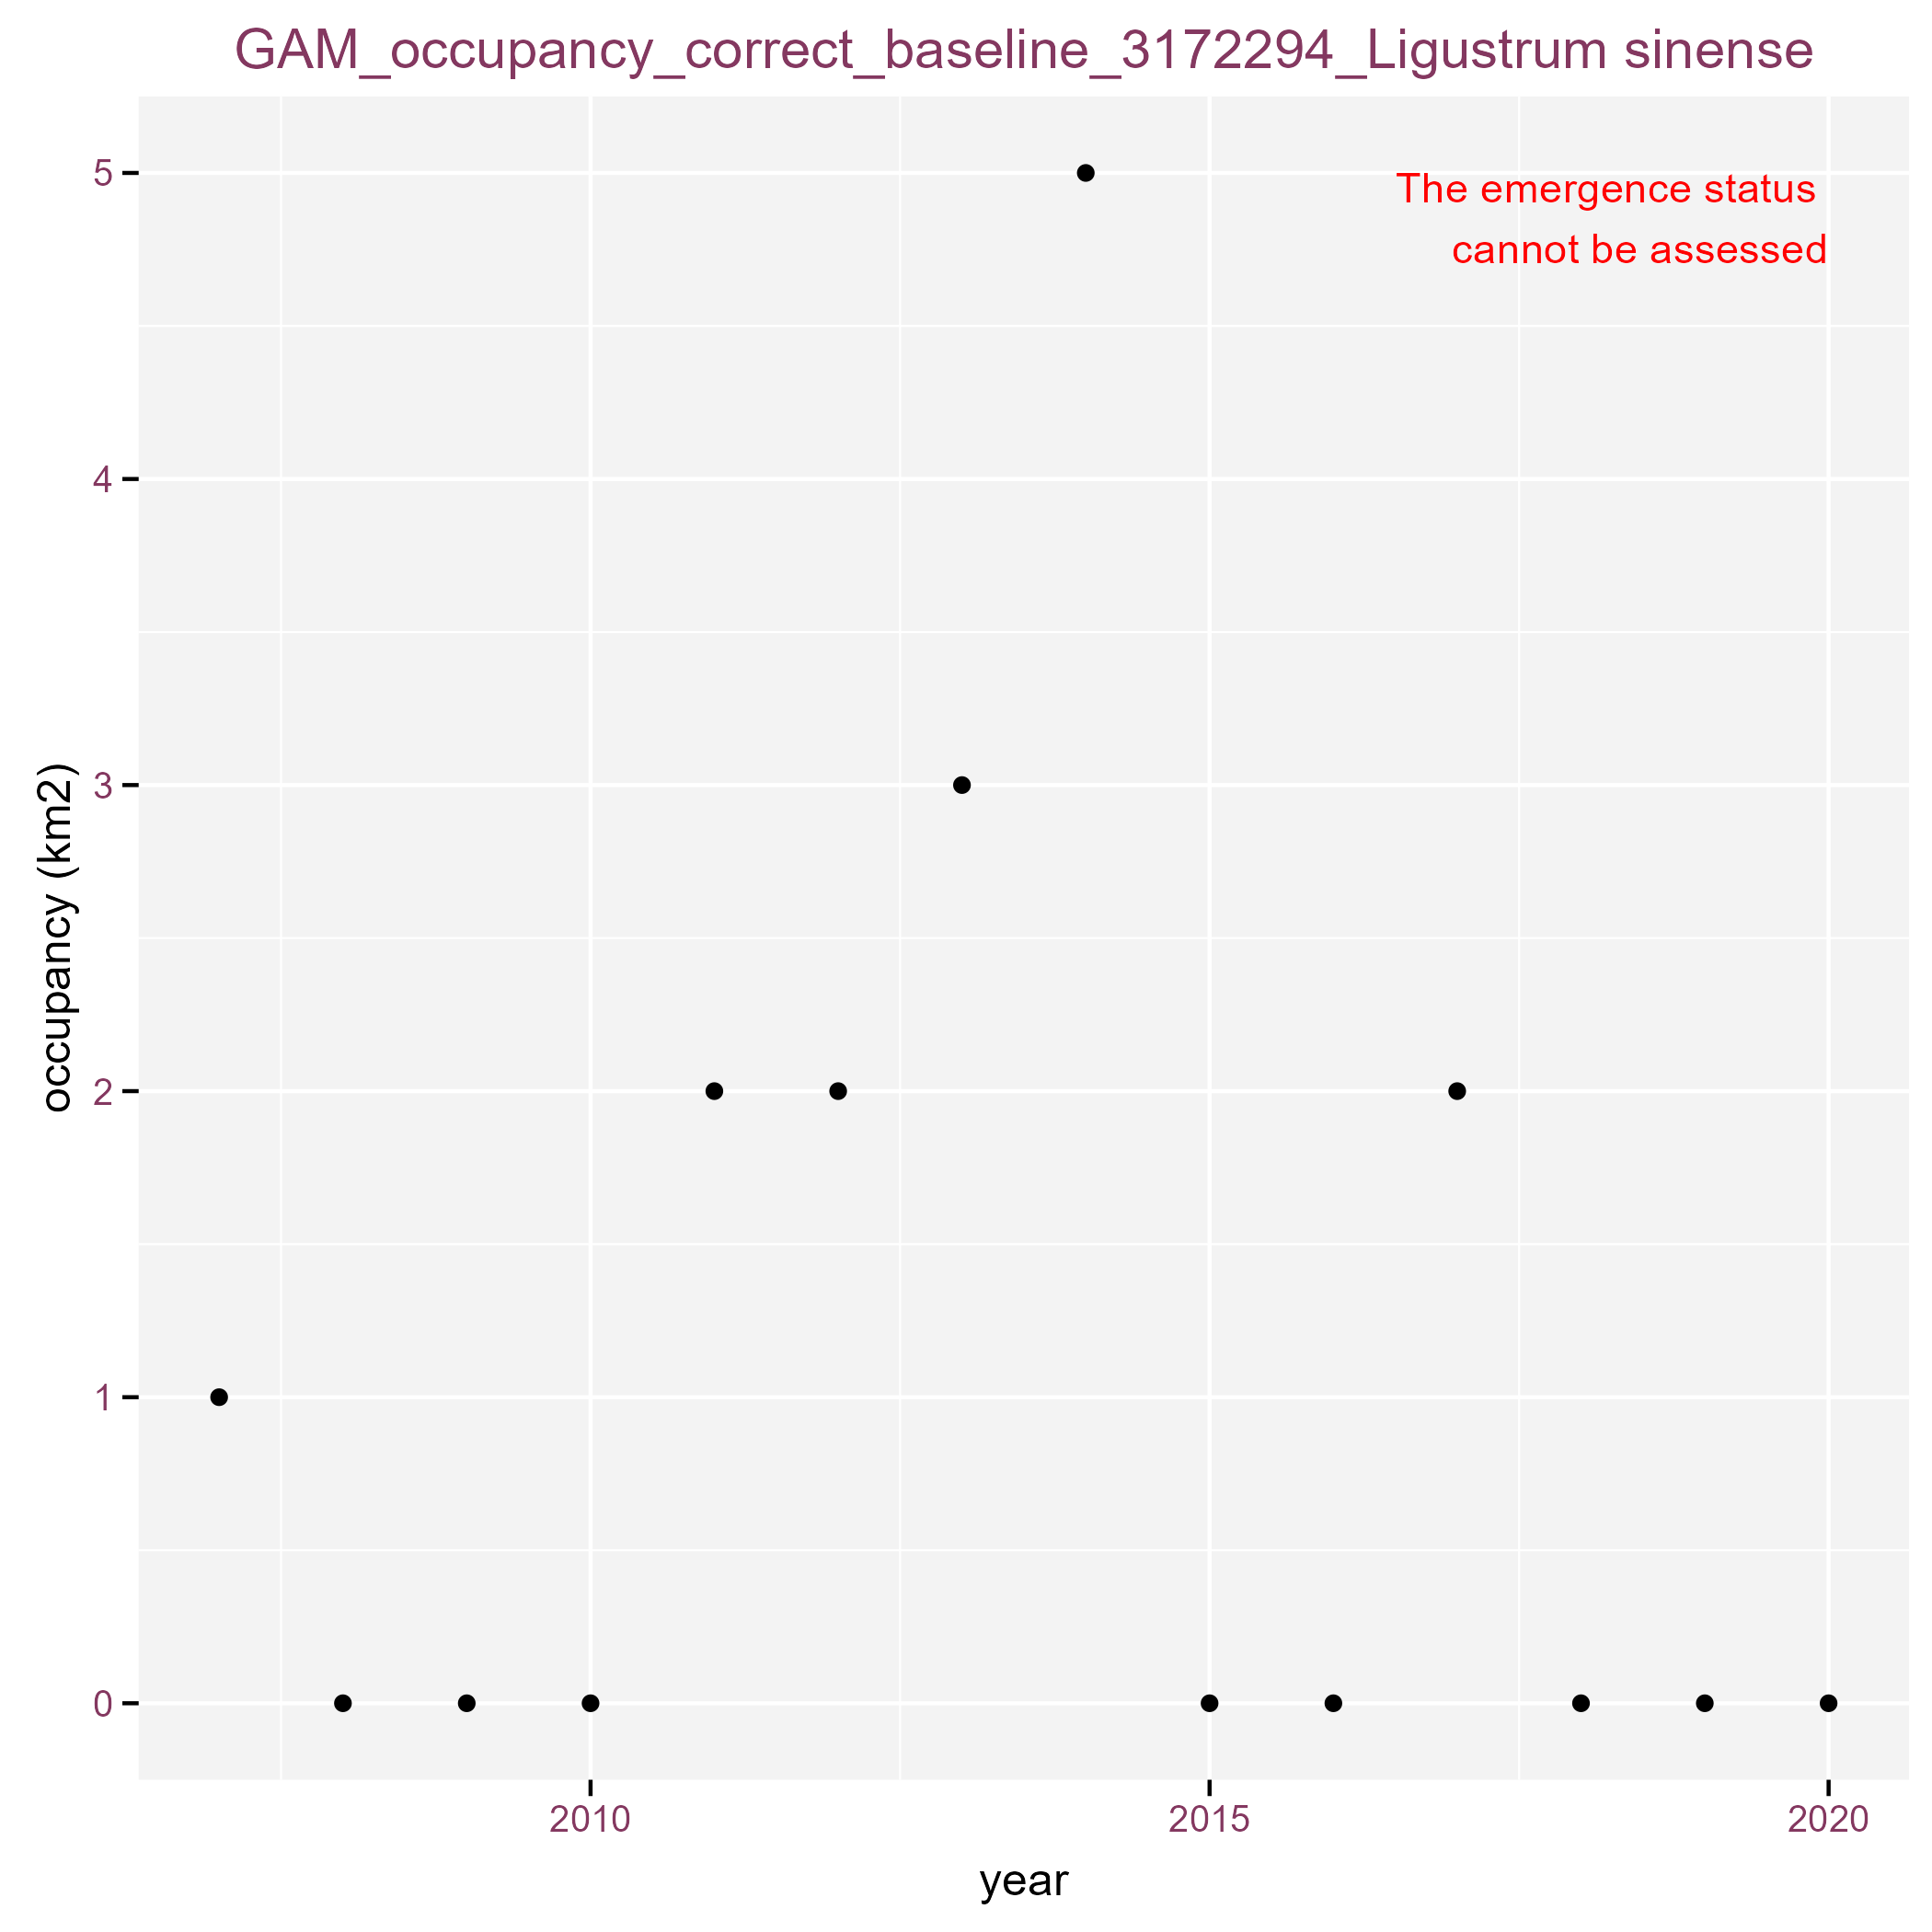 GAM_occupancy_correct_baseline_3172294_Ligustrum sinense
The emergence status
cannot be assessed
occupancy (km2)
5
4
3
2
1
0
2010
2015
2020
year